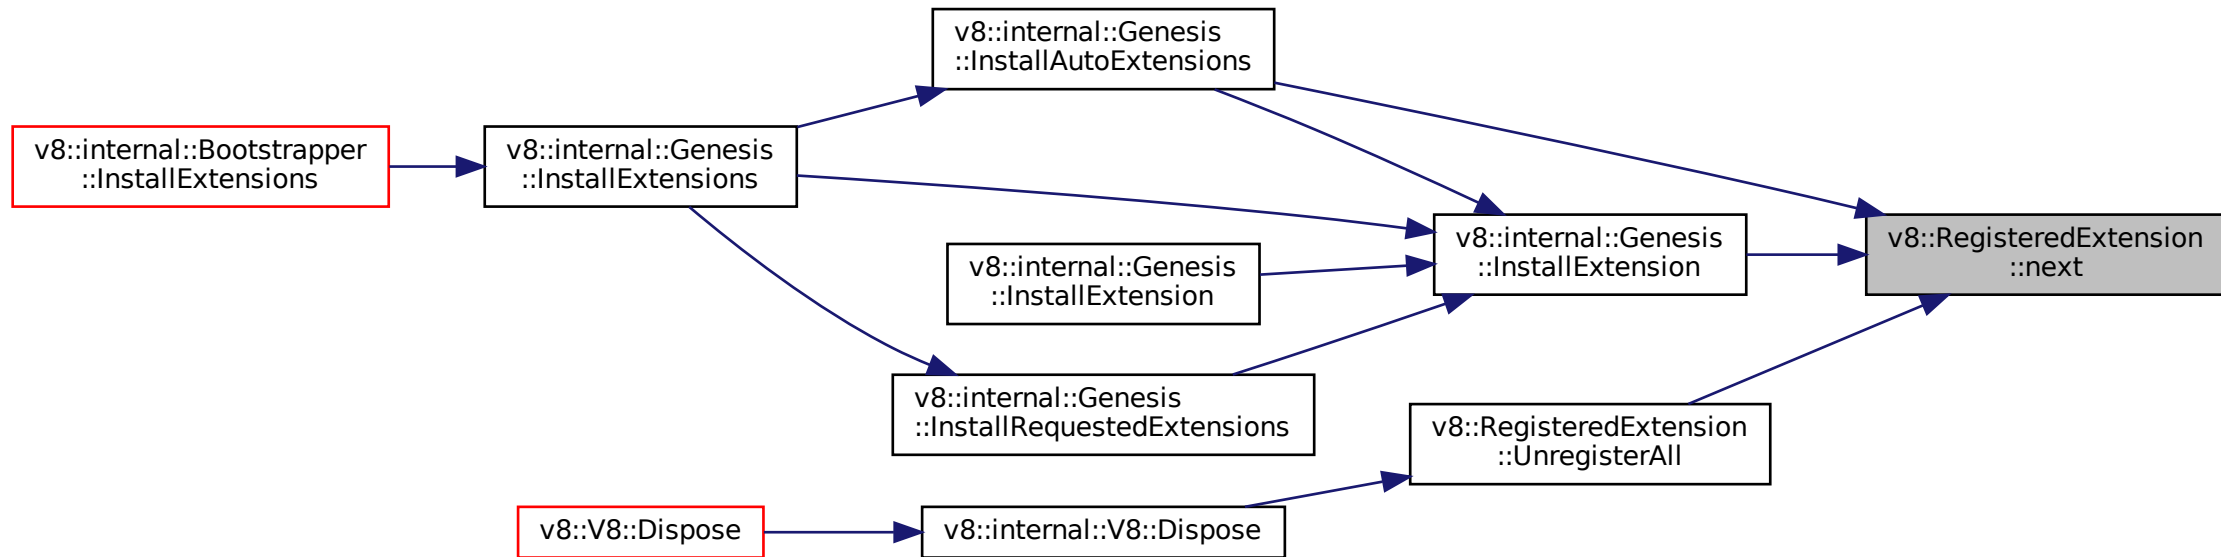 v8::internal::Genesis
::InstallAutoExtensions
v8::internal::Bootstrapper
::InstallExtensions
v8::internal::Genesis
::InstallExtensions
v8::internal::Genesis
::InstallExtension
v8::RegisteredExtension
::next
v8::internal::Genesis
::InstallExtension
v8::internal::Genesis
::InstallRequestedExtensions
v8::RegisteredExtension
::UnregisterAll
v8::V8::Dispose
v8::internal::V8::Dispose